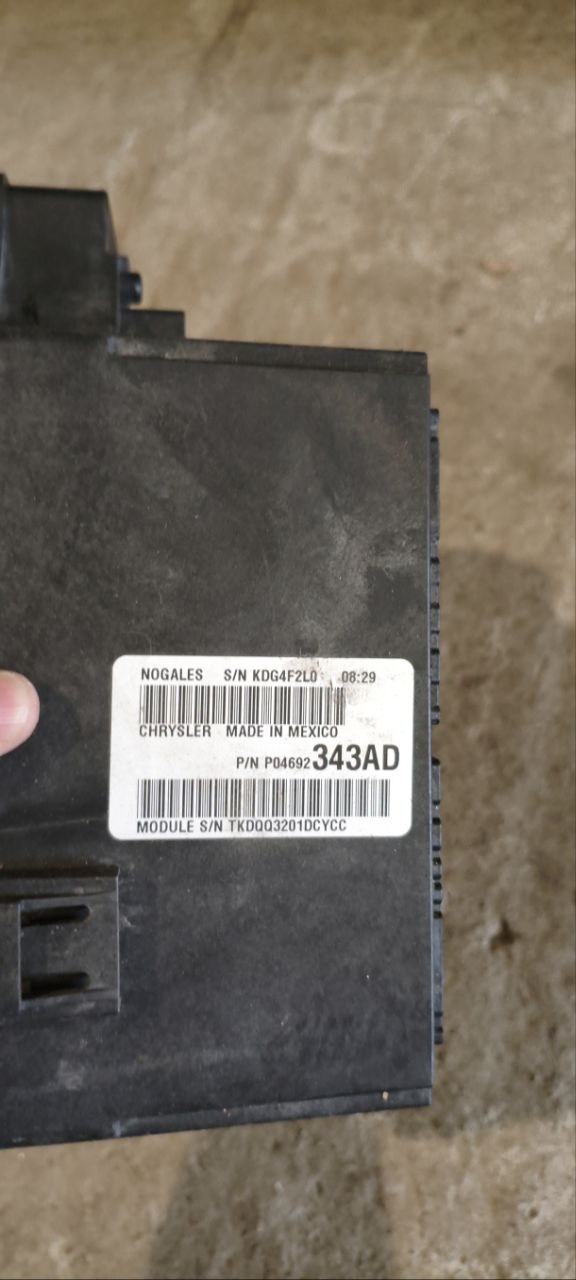 NOGALES S/N KDG4F2L0 08:29
CHRYSLER MADE IN MEXICO
P/N P04692343AD
MODULE S/N TKDQQ3201DCYCC